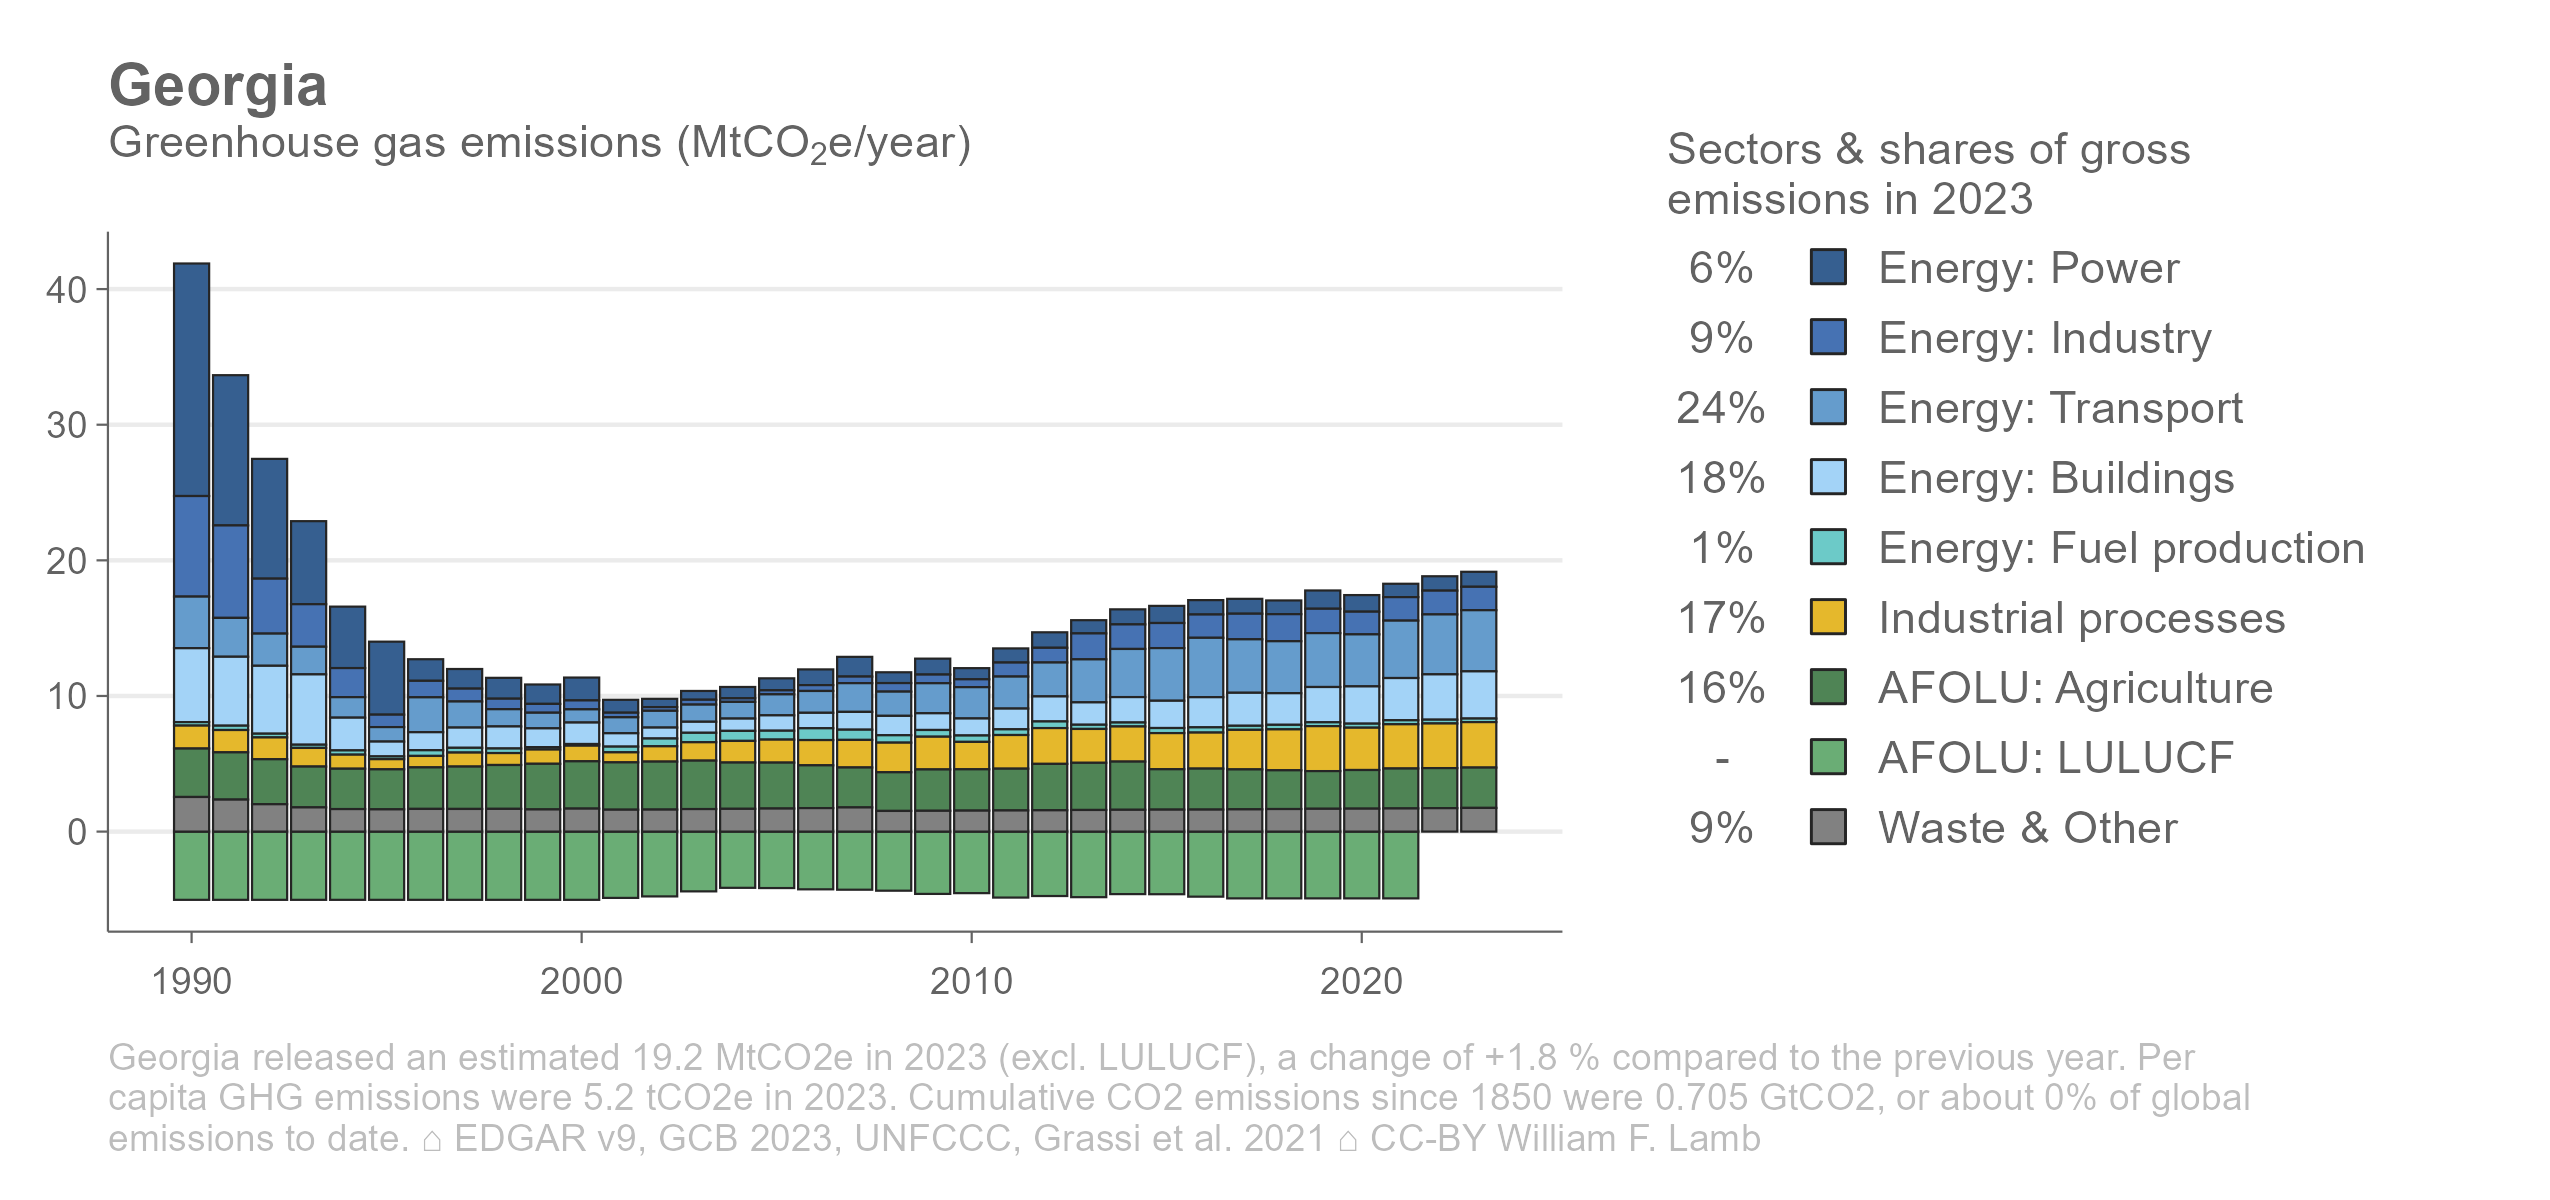 Georgia
Greenhouse gas emissions (MtCO₂e/year)
Sectors & shares of gross
emissions in 2023
6% Energy: Power
9% Energy: Industry
24% Energy: Transport
18% Energy: Buildings
1% Energy: Fuel production
17% Industrial processes
16% AFOLU: Agriculture
- AFOLU: LULUCF
9% Waste & Other
40
30
20
10
0
1990 2000 2010 2020
Georgia released an estimated 19.2 MtCO2e in 2023 (excl. LULUCF), a change of +1.8 % compared to the previous year. Per
capita GHG emissions were 5.2 tCO2e in 2023. Cumulative CO2 emissions since 1850 were 0.705 GtCO2, or about 0% of global
emissions to date. ⌂ EDGAR v9, GCB 2023, UNFCCC, Grassi et al. 2021 ⌂ CC-BY William F. Lamb